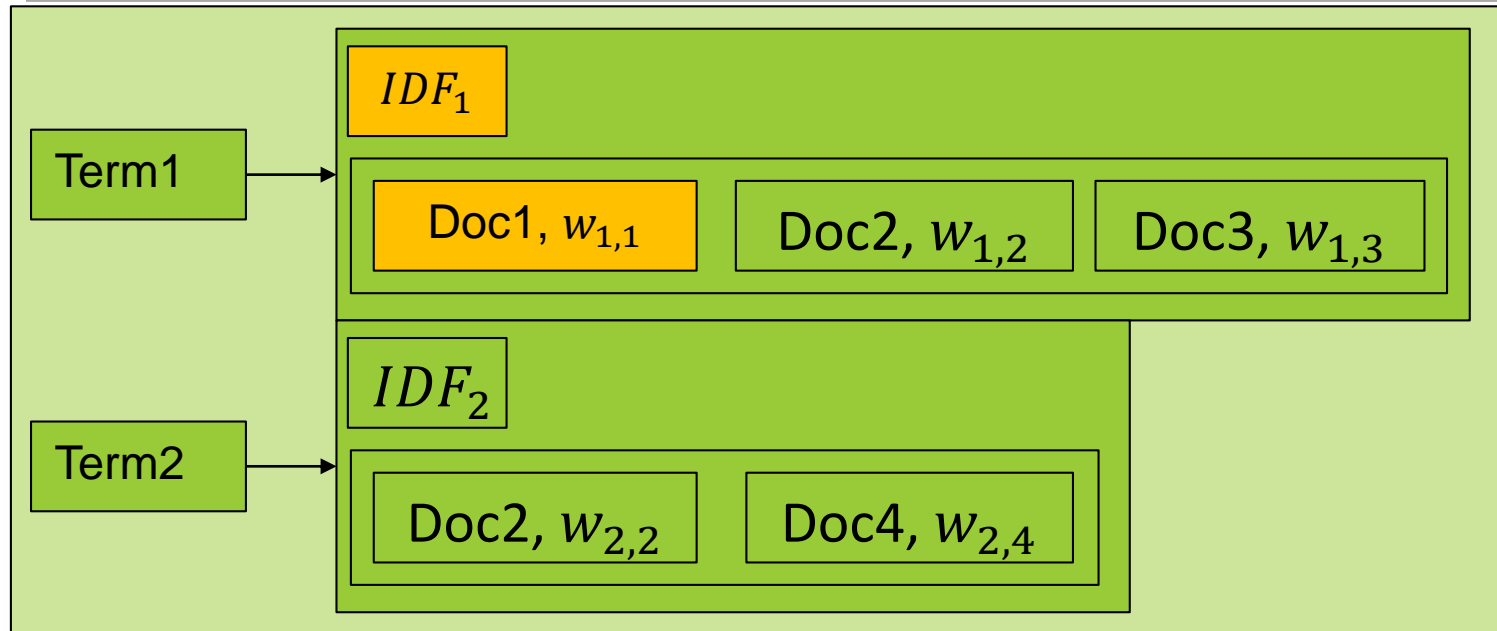 IDF₁
Term1
Doc1, w₁,₁ Doc2, w₁,₂ Doc3, w₁,₃
IDF₂
Term2
Doc2, w₂,₂ Doc4, w₂,₄